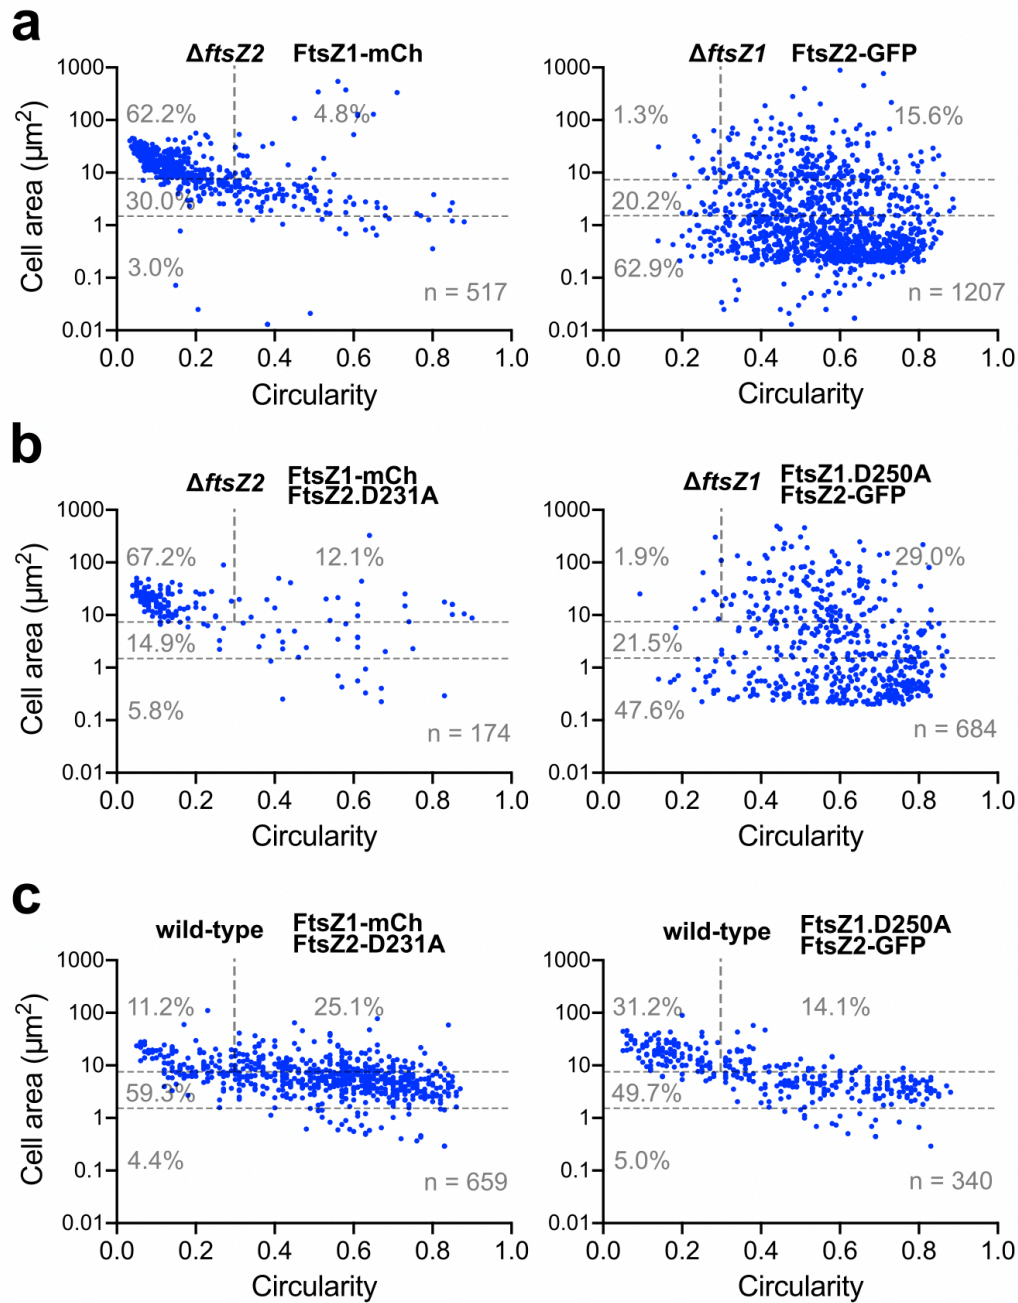 a
ΔftsZ2 FtsZ1-mCh
ΔftsZ1 FtsZ2-GFP
1000
100
10
1
0.1
0.01
62.2%
4.8%
30.0%
3.0%
n = 517
0.0 0.2 0.4 0.6 0.8 1.0
Circularity
Cell area (µm2)
1000
100
10
1
0.1
0.01
1.3%
15.6%
20.2%
62.9%
n = 1207
0.0 0.2 0.4 0.6 0.8 1.0
Circularity
b
ΔftsZ2
FtsZ1-mCh
FtsZ2.D231A
ΔftsZ1
FtsZ1.D250A
FtsZ2-GFP
1000
100
10
1
0.1
0.01
67.2%
12.1%
14.9%
5.8%
n = 174
0.0 0.2 0.4 0.6 0.8 1.0
Circularity
Cell area (µm2)
1000
100
10
1
0.1
0.01
1.9%
29.0%
21.5%
47.6%
n = 684
0.0 0.2 0.4 0.6 0.8 1.0
Circularity
c
wild-type
FtsZ1-mCh
FtsZ2-D231A
wild-type
FtsZ1.D250A
FtsZ2-GFP
1000
100
10
1
0.1
0.01
11.2%
25.1%
59.3%
4.4%
n = 659
0.0 0.2 0.4 0.6 0.8 1.0
Circularity
Cell area (µm2)
1000
100
10
1
0.1
0.01
31.2%
14.1%
49.7%
5.0%
n = 340
0.0 0.2 0.4 0.6 0.8 1.0
Circularity